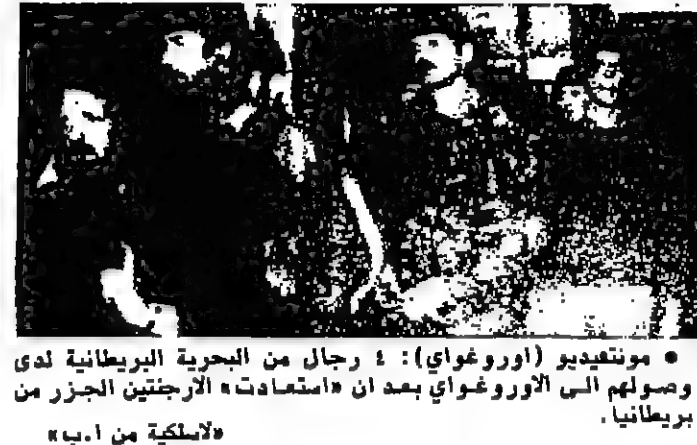 ● مونتفيديو (اوروغواي): ٤ رجال من البحرية البريطانية لدى
وصولهم الى الاوروغواي بعد ان «استعادت» الارجنتين الجزر من
بريطانيا.
«لاسلكية من ا.ب»